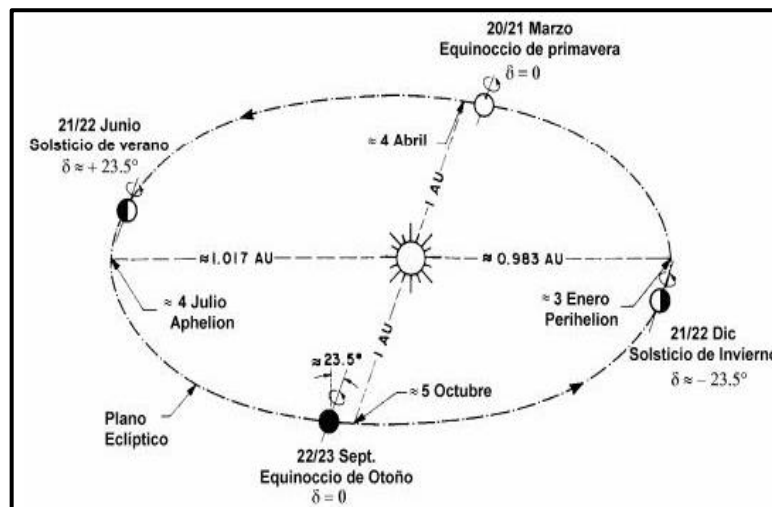 20/21 Marzo
Equinoccio de primavera
δ = 0
21/22 Junio
Solsticio de verano
δ ≈ + 23.5°
≈ 4 Abril
1 AU
≈ 1.017 AU
≈ 0.983 AU
≈ 4 Julio
Aphelion
≈ 3 Enero
Perihelion
21/22 Dic
Solsticio de Invierno
δ ≈ – 23.5°
≈ 23.5°
1 AU
≈ 5 Octubre
Plano
Eclíptico
22/23 Sept.
Equinoccio de Otoño
δ = 0